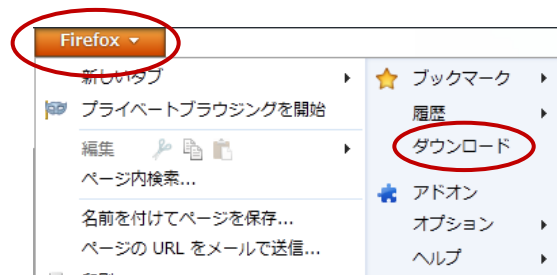 Firefox
新しいタブ
プライベートブラウジングを開始
編集
ページ内検索...
名前を付けてページを保存...
ページの URL をメールで送信...
ブックマーク
履歴
ダウンロード
アドオン
オプション
ヘルプ